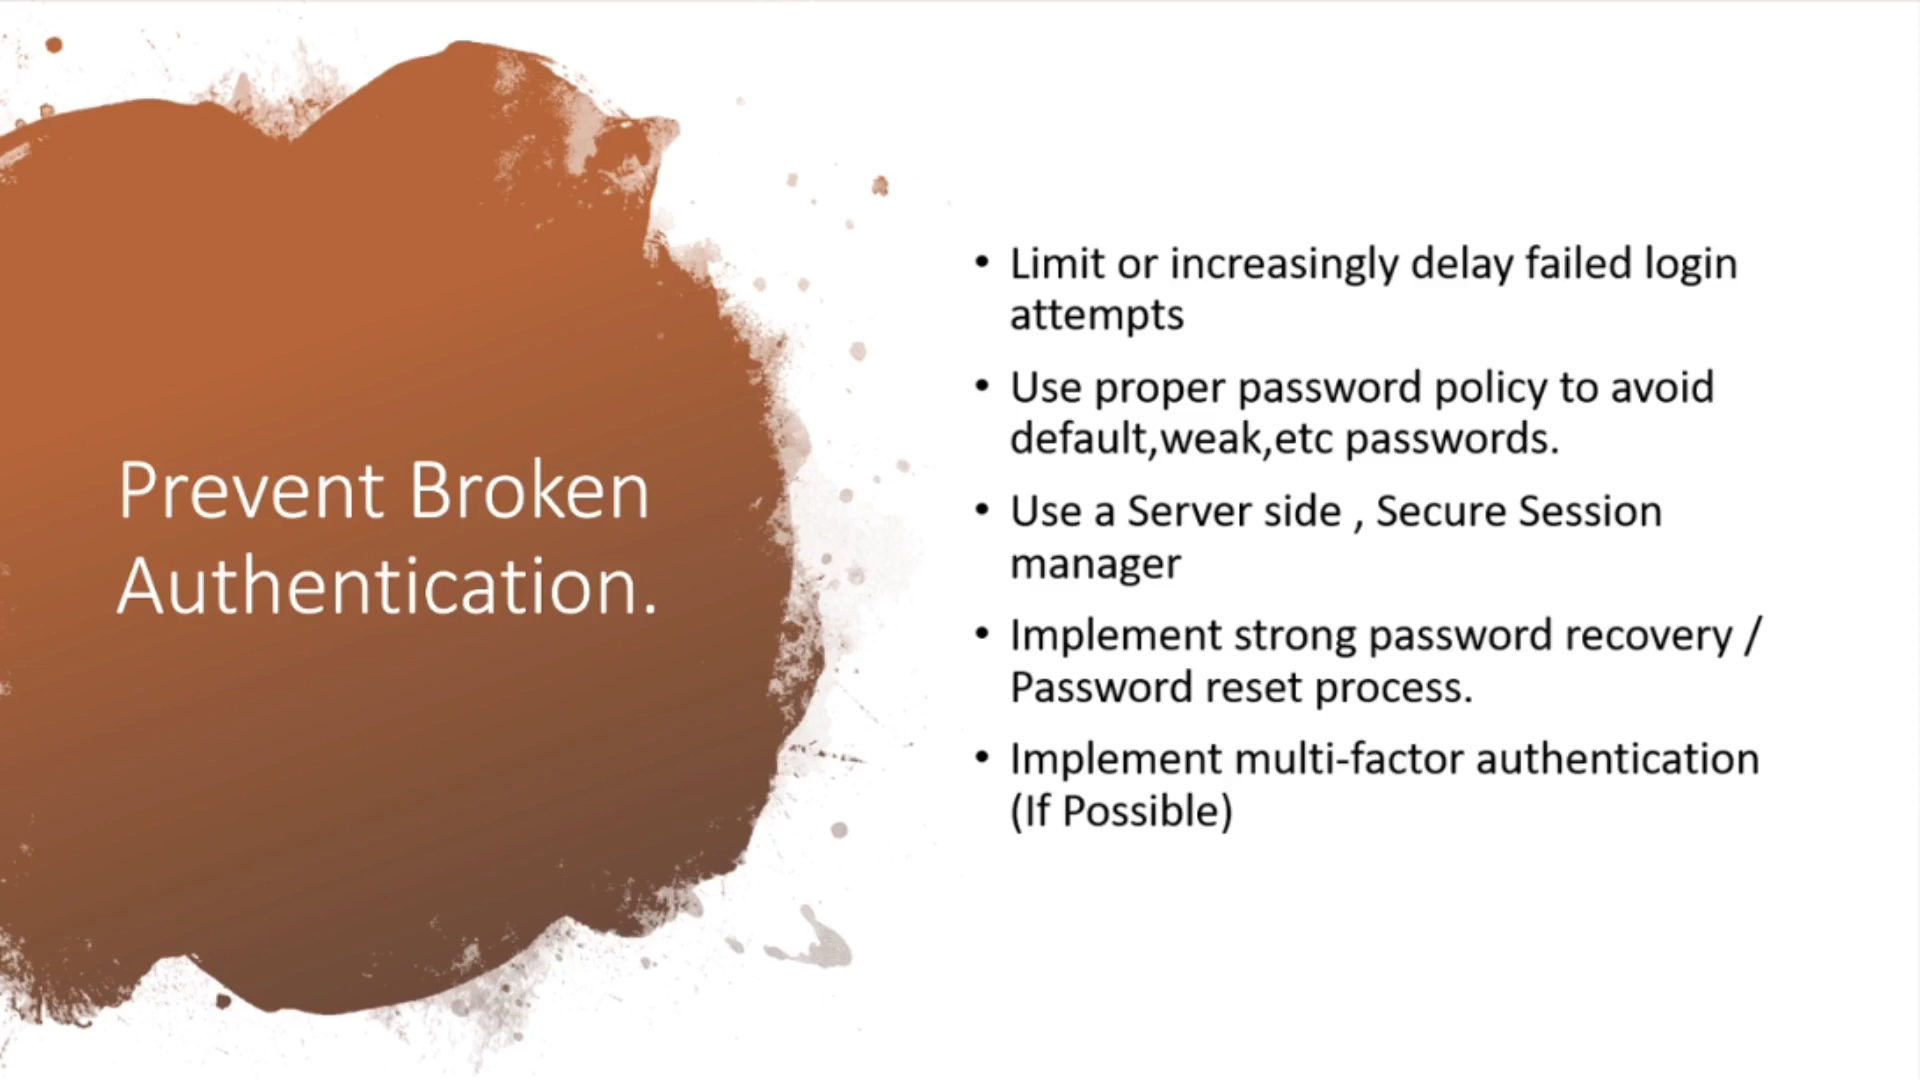 Prevent Broken
Authentication.
• Limit or increasingly delay failed login
attempts
• Use proper password policy to avoid
default,weak,etc passwords.
• Use a Server side , Secure Session
manager
• Implement strong password recovery /
Password reset process.
• Implement multi-factor authentication
(If Possible)